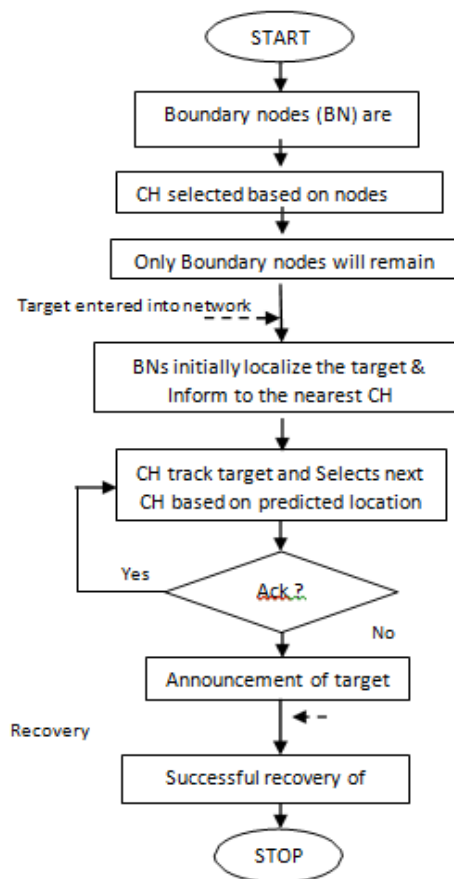 START
Boundary nodes (BN) are
CH selected based on nodes
Only Boundary nodes will remain
Target entered into network
BNs initially localize the target &
Inform to the nearest CH
CH track target and Selects next
CH based on predicted location
Yes
Ack ?
No
Announcement of target
Recovery
Successful recovery of
STOP